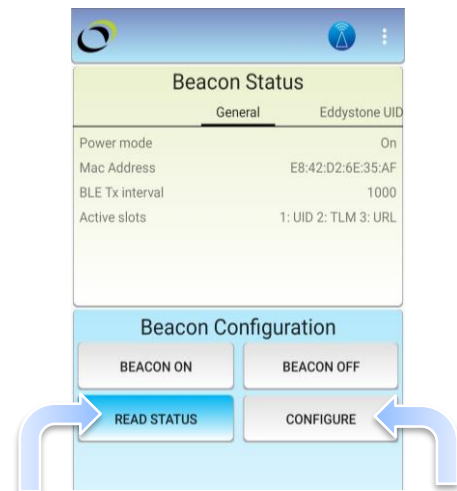 Beacon Status
General Eddystone UID
Power mode On
Mac Address E8:42:D2:6E:35:AF
BLE Tx interval 1000
Active slots 1: UID 2: TLM 3: URL
Beacon Configuration
BEACON ON BEACON OFF
READ STATUS CONFIGURE